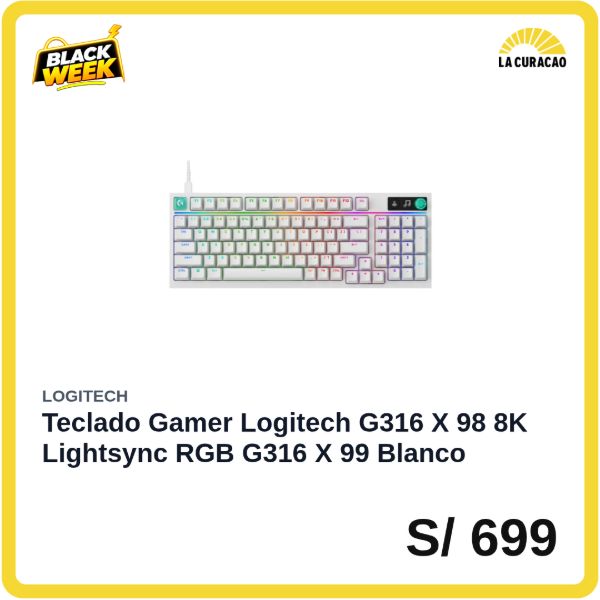 BLACK
WEEK
LA CURACAO
LOGITECH
Teclado Gamer Logitech G316 X 98 8K
Lightsync RGB G316 X 99 Blanco
S/ 699